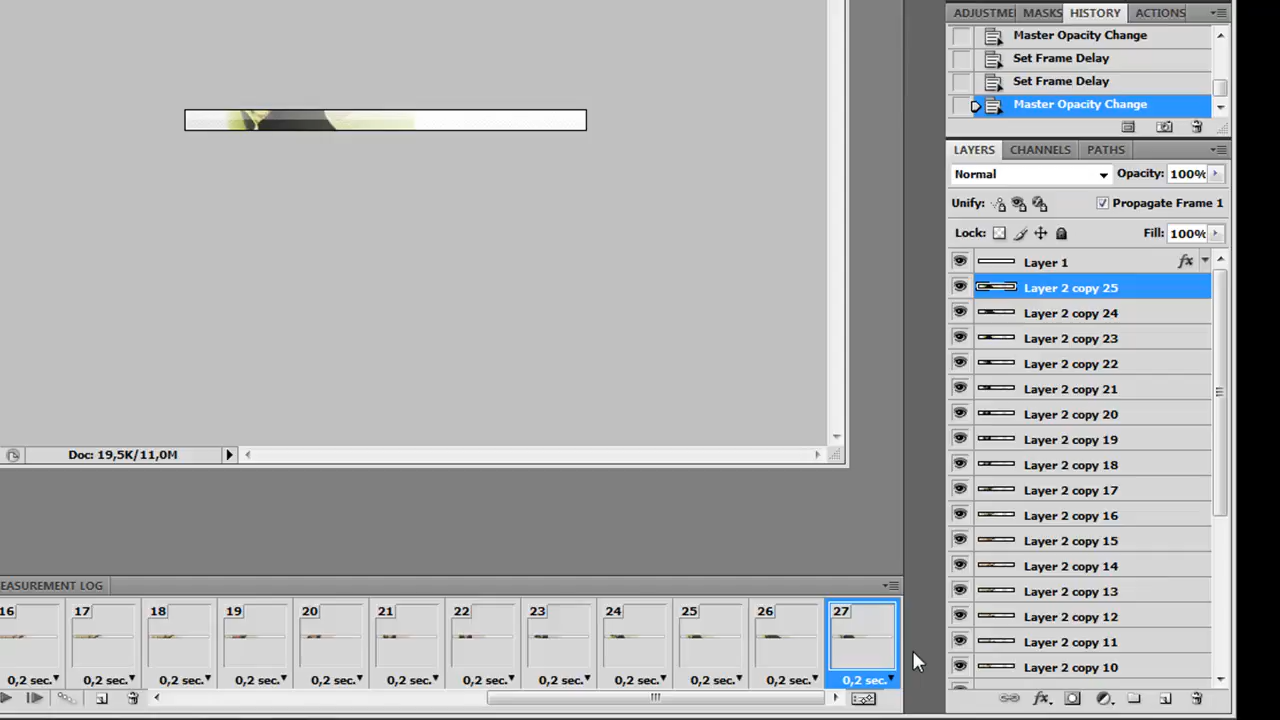 ADJUSTME MASKS HISTORY ACTIONS
Master Opacity Change
Set Frame Delay
Set Frame Delay
Master Opacity Change
LAYERS CHANNELS PATHS
Normal Opacity: 100%
Unify: Propagate Frame 1
Lock: Fill: 100%
Layer 1 fx
Layer 2 copy 25
Layer 2 copy 24
Layer 2 copy 23
Layer 2 copy 22
Layer 2 copy 21
Layer 2 copy 20
Layer 2 copy 19
Layer 2 copy 18
Layer 2 copy 17
Layer 2 copy 16
Layer 2 copy 15
Layer 2 copy 14
Layer 2 copy 13
Layer 2 copy 12
Layer 2 copy 11
Layer 2 copy 10
fx
Doc: 19,5K/11,0M
EASUREMENT LOG
16 17 18 19 20 21 22 23 24 25 26 27
0,2 sec. 0,2 sec. 0,2 sec. 0,2 sec. 0,2 sec. 0,2 sec. 0,2 sec. 0,2 sec. 0,2 sec. 0,2 sec. 0,2 sec. 0,2 sec.